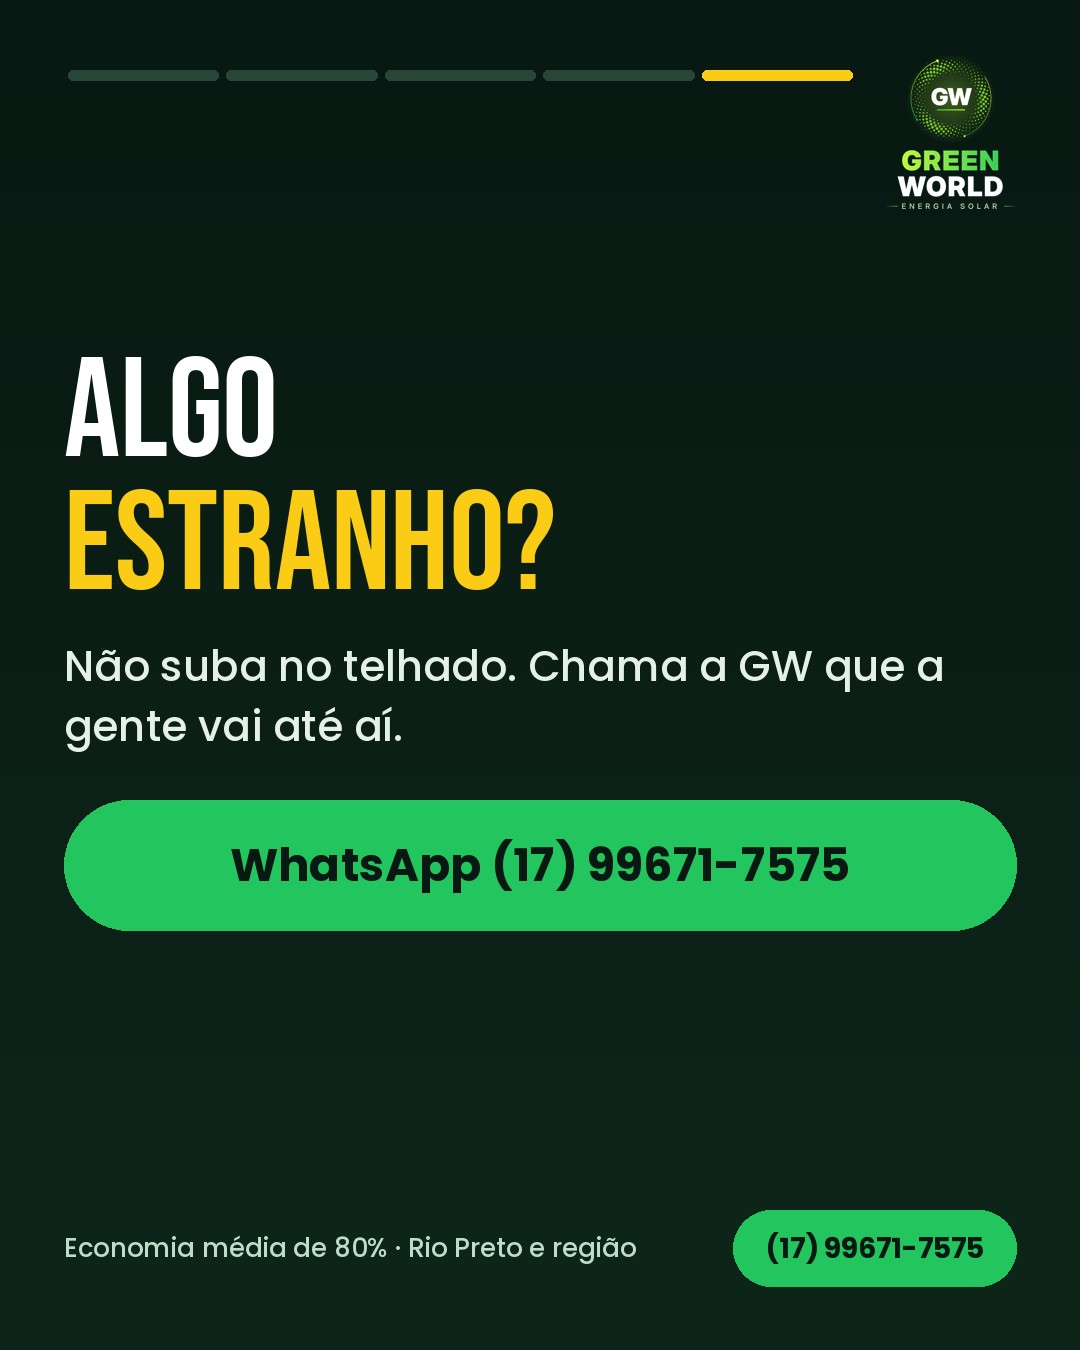 GW
GREEN
WORLD
ENERGIA SOLAR
ALGO
ESTRANHO?
Não suba no telhado. Chama a GW que a
gente vai até aí.
WhatsApp (17) 99671-7575
Economia média de 80% · Rio Preto e região
(17) 99671-7575